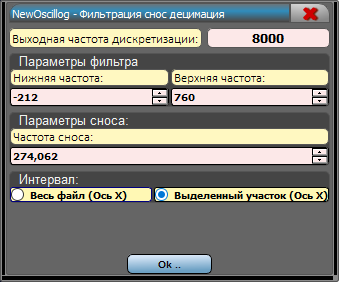 NewOscillog - Фильтрация снос децимация
Выходная частота дискретизации: 8000
Параметры фильтра
Нижняя частота: Верхняя частота:
-212 760
Параметры сноса:
Частота сноса:
274,062
Интервал:
Весь файл (Ось X) Выделенный участок (Ось X)
Ok ..